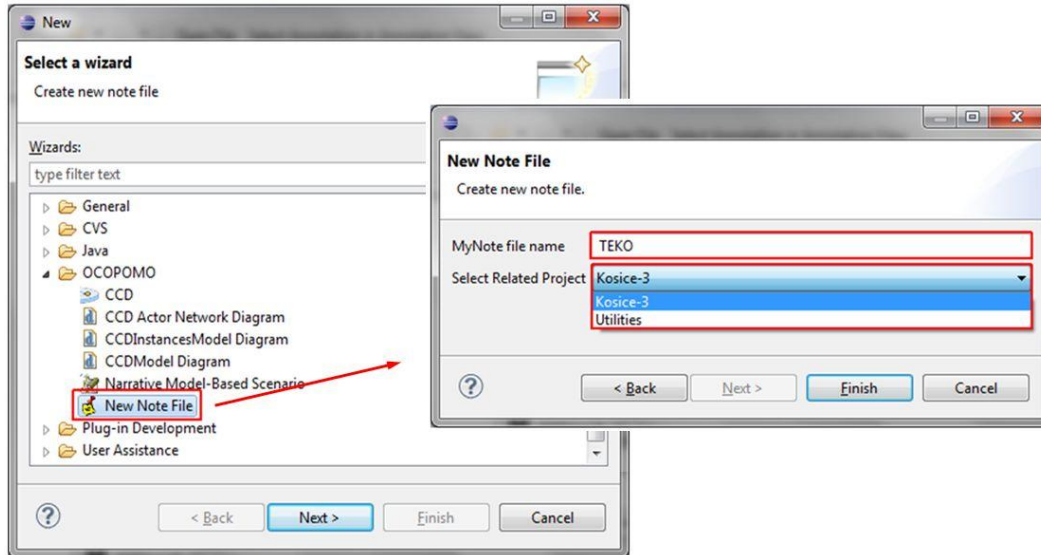 New
Select a wizard
Create new note file
Wizards:
type filter text
General
CVS
Java
OCOPOMO
CCD
CCD Actor Network Diagram
CCDInstancesModel Diagram
CCDModel Diagram
Narrative Model-Based Scenario
New Note File
Plug-in Development
User Assistance
< Back Next > Finish Cancel
New Note File
Create new note file.
MyNote file name TEKO
Select Related Project Kosice-3
Kosice-3
Utilities
< Back Next > Finish Cancel